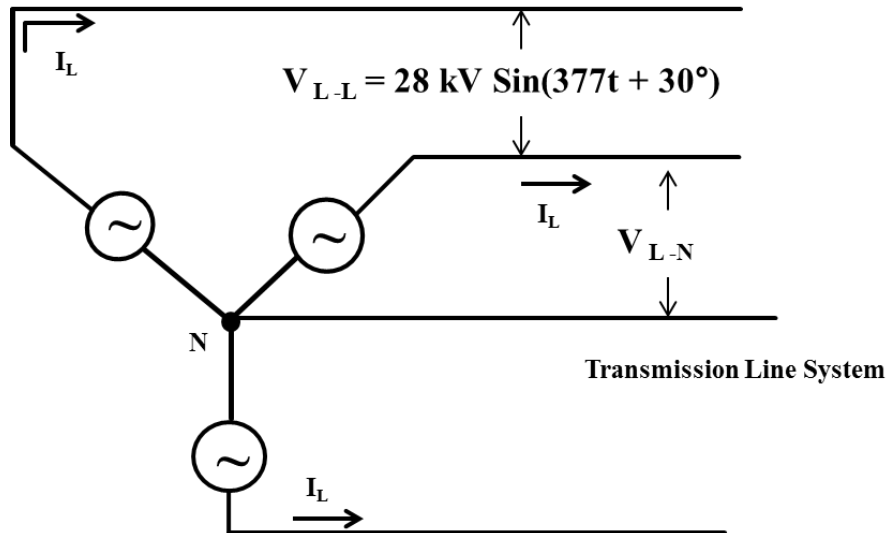 I_L
V_L-L = 28 kV Sin(377t + 30°)
~
~
I_L
V_L-N
N
Transmission Line System
~
I_L